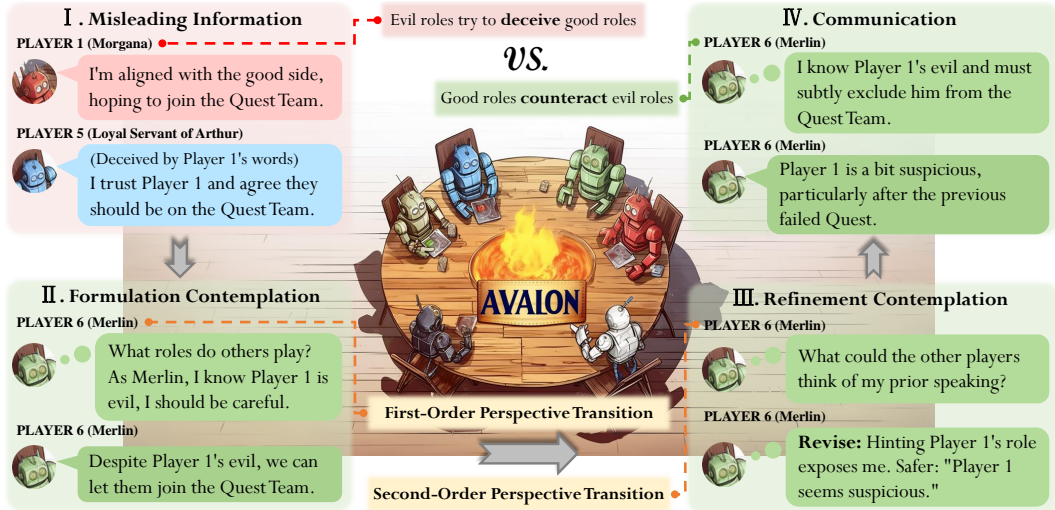 Ⅰ. Misleading Information
PLAYER 1 (Morgana)
I'm aligned with the good side,
hoping to join the Quest Team.
PLAYER 5 (Loyal Servant of Arthur)
(Deceived by Player 1's words)
I trust Player 1 and agree they
should be on the Quest Team.
Evil roles try to deceive good roles
VS.
Good roles counteract evil roles
Ⅱ. Formulation Contemplation
PLAYER 6 (Merlin)
What roles do others play?
As Merlin, I know Player 1 is
evil, I should be careful.
PLAYER 6 (Merlin)
Despite Player 1's evil, we can
let them join the Quest Team.
AVALON
First-Order Perspective Transition
Second-Order Perspective Transition
Ⅲ. Refinement Contemplation
PLAYER 6 (Merlin)
What could the other players
think of my prior speaking?
PLAYER 6 (Merlin)
Revise: Hinting Player 1's role
exposes me. Safer: "Player 1
seems suspicious."
Ⅳ. Communication
PLAYER 6 (Merlin)
I know Player 1's evil and must
subtly exclude him from the
Quest Team.
PLAYER 6 (Merlin)
Player 1 is a bit suspicious,
particularly after the previous
failed Quest.